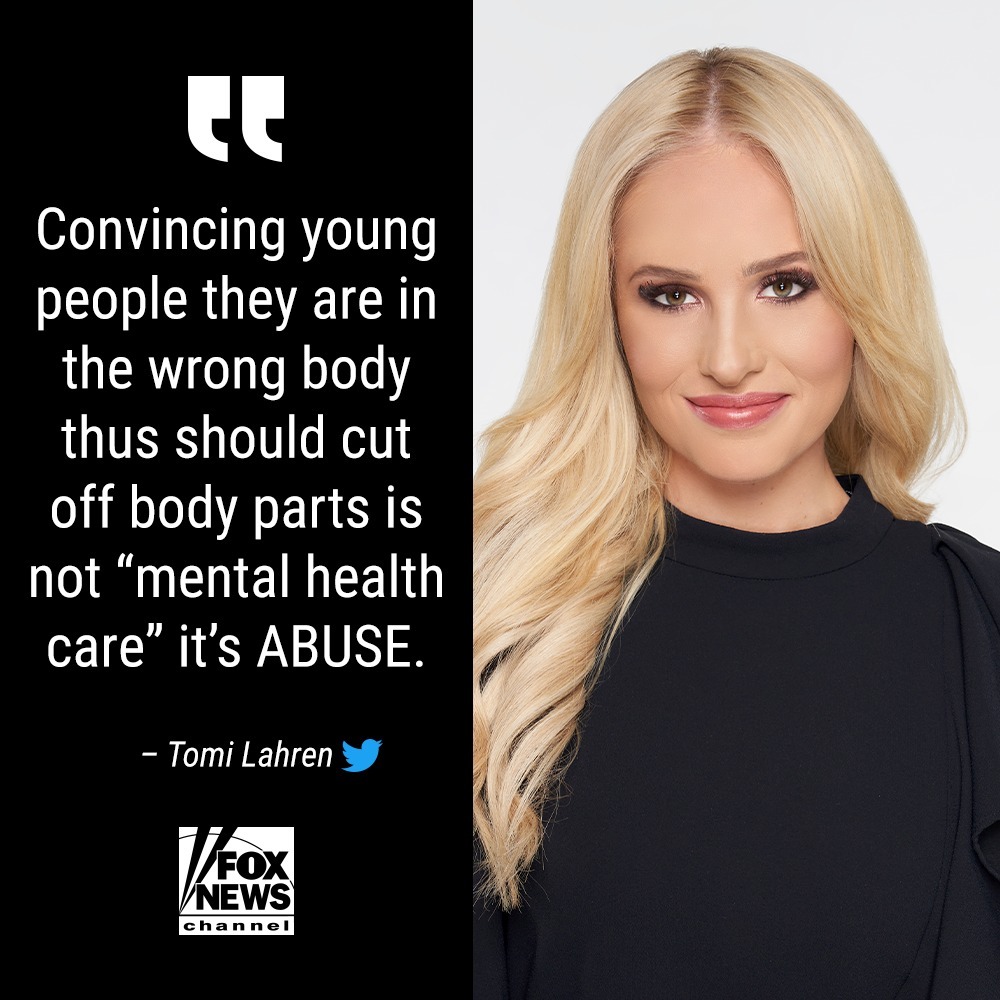 Convincing young
people they are in
the wrong body
thus should cut
off body parts is
not “mental health
care” it’s ABUSE.
– Tomi Lahren
FOX
NEWS
channel